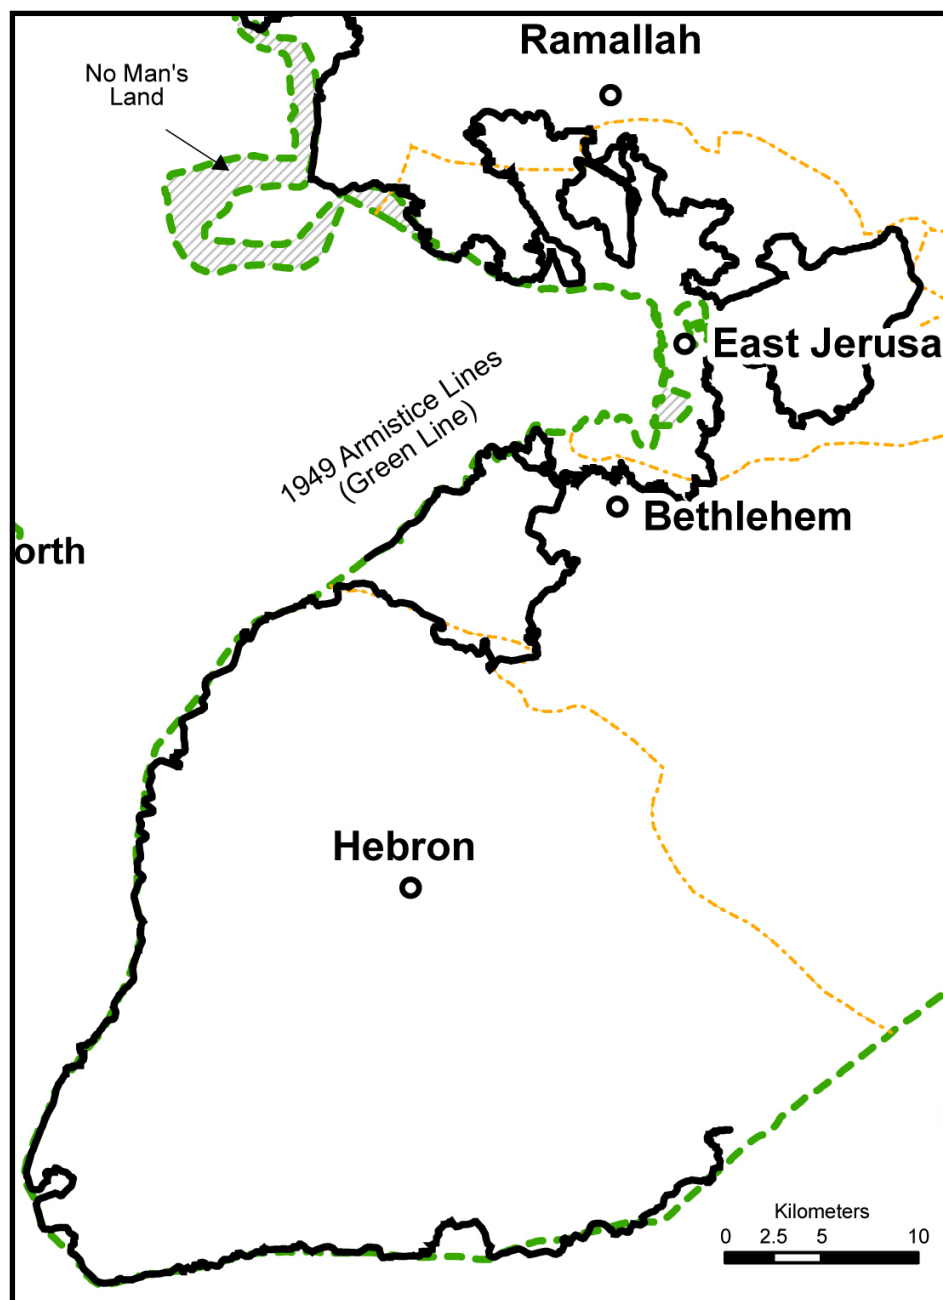 Ramallah
No Man's
Land
East Jerusa
1949 Armistice Lines
(Green Line)
Bethlehem
orth
Hebron
Kilometers
0 2.5 5 10